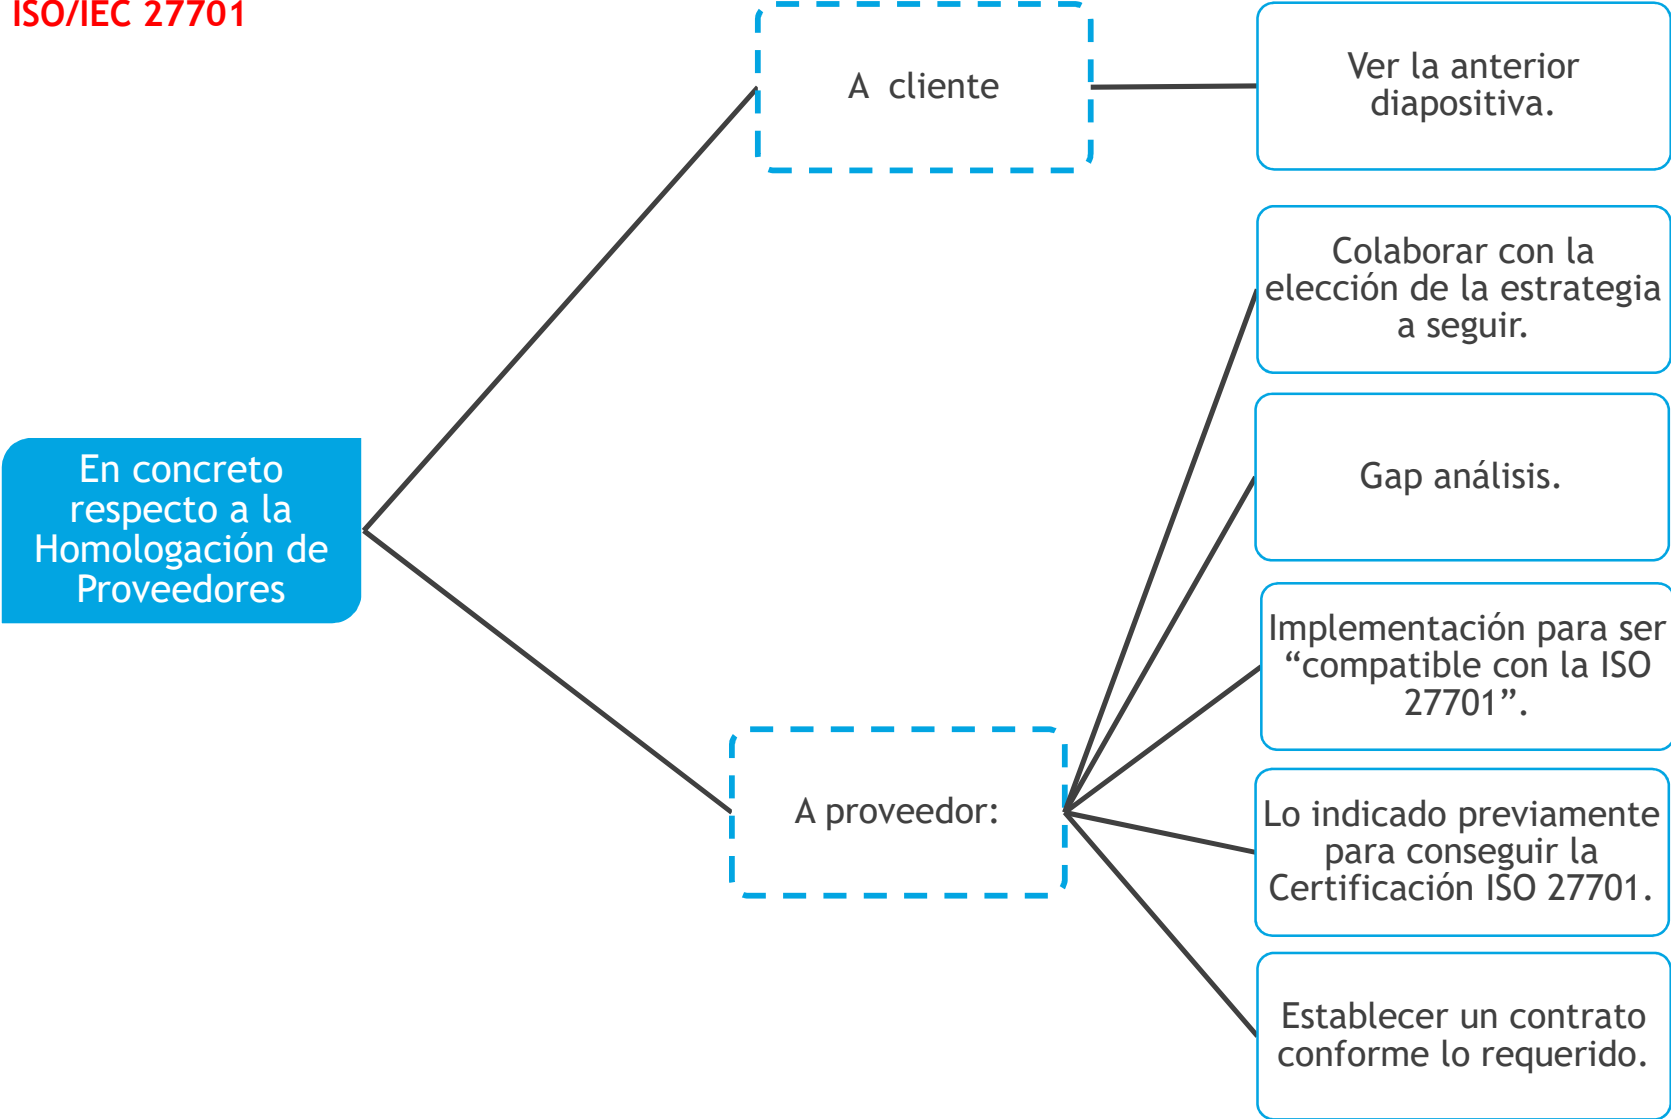 ISO/IEC 27701
A cliente
Ver la anterior
diapositiva.
En concreto
respecto a la
Homologación de
Proveedores
A proveedor:
Colaborar con la
elección de la estrategia
a seguir.
Gap análisis.
Implementación para ser
“compatible con la ISO
27701”.
Lo indicado previamente
para conseguir la
Certificación ISO 27701.
Establecer un contrato
conforme lo requerido.